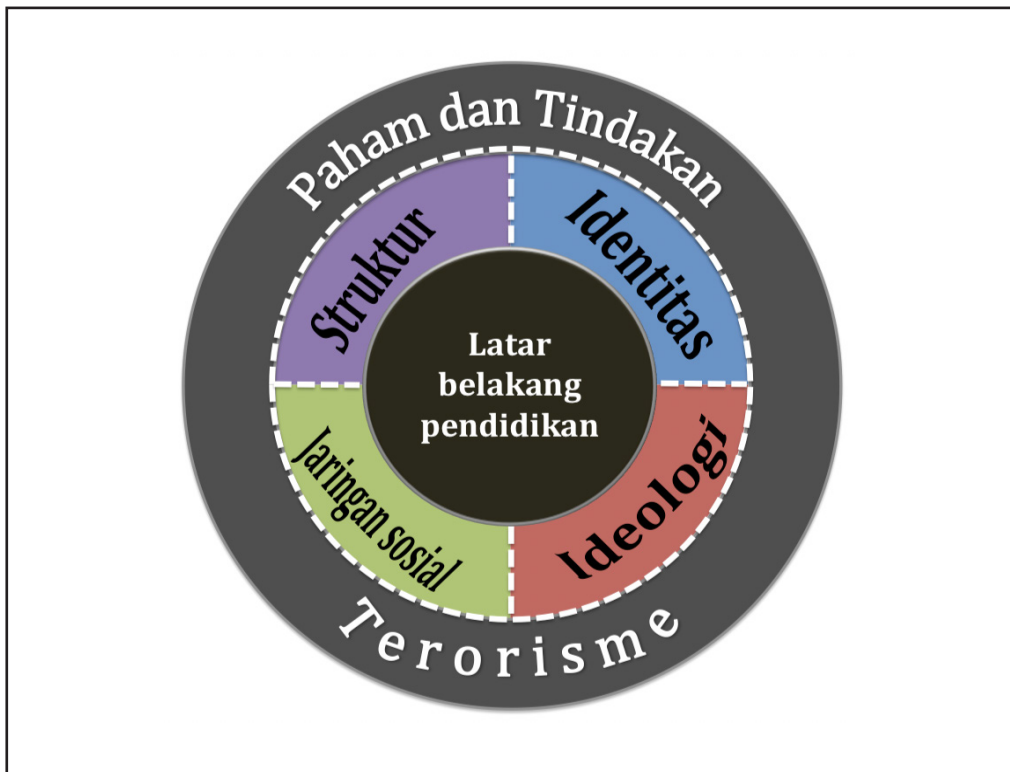 Paham dan Tindakan
Struktur
Identitas
Latar
belakang
pendidikan
Jaringan sosial
Ideologi
Terorisme